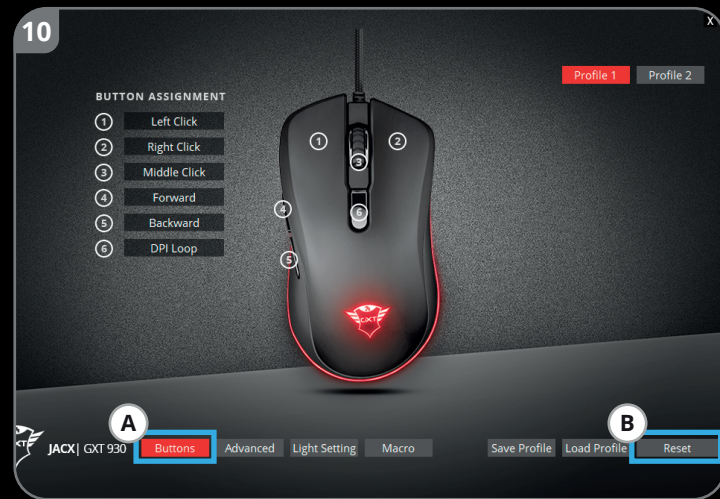 10
X
Profile 1 Profile 2
BUTTON ASSIGNMENT
1 Left Click
2 Right Click
3 Middle Click
4 Forward
5 Backward
6 DPI Loop
1 2
3
4 6
5
GXT
A B
GXT JACX| GXT 930 Buttons Advanced Light Setting Macro Save Profile Load Profile Reset